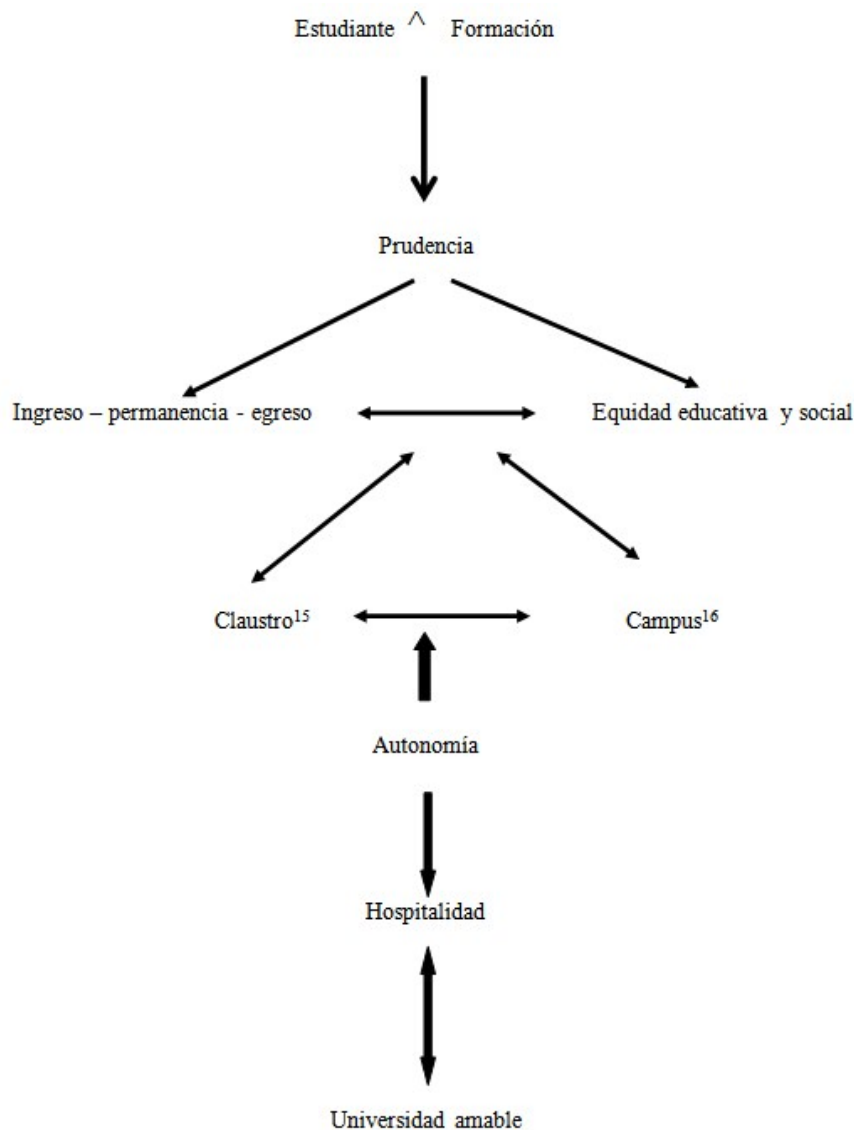 Estudiante ^ Formación
Prudencia
Ingreso – permanencia - egreso
Equidad educativa y social
Claustro¹⁵
Campus¹⁶
Autonomía
Hospitalidad
Universidad amable